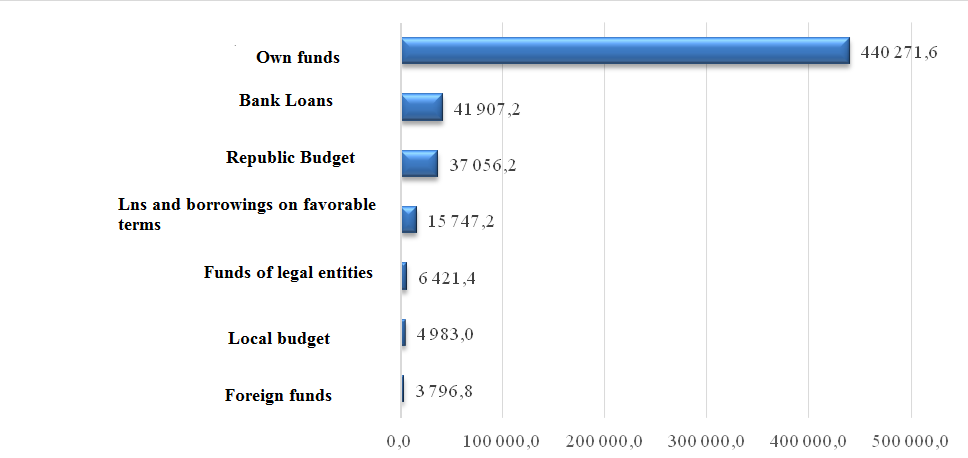 Own funds
440 271,6
Bank Loans
41 907,2
Republic Budget
37 056,2
Lns and borrowings on favorable
terms
15 747,2
Funds of legal entities
6 421,4
Local budget
4 983,0
Foreign funds
3 796,8
0,0 100 000,0 200 000,0 300 000,0 400 000,0 500 000,0